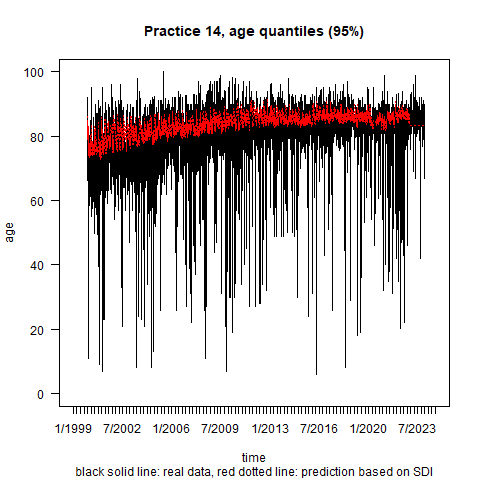 Practice 14, age quantiles (95%)
100
80
60
40
20
0
age
1/1999 7/2002 1/2006 7/2009 1/2013 7/2016 1/2020 7/2023
time
black solid line: real data, red dotted line: prediction based on SDI